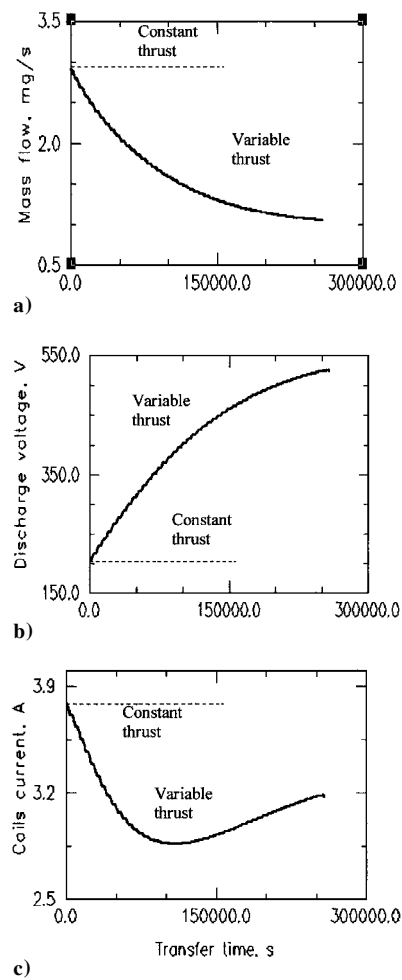 3.5
Constant
thrust
Mass flow, mg/s
2.0
Variable
thrust
0.5
0.0
150000.0
300000.0
a)
550.0
Discharge voltage, V
Variable
thrust
350.0
Constant
thrust
150.0
0.0
150000.0
300000.0
b)
3.9
Coils current, A
Constant
thrust
3.2
Variable
thrust
2.5
0.0
150000.0
300000.0
Transfer time, s
c)